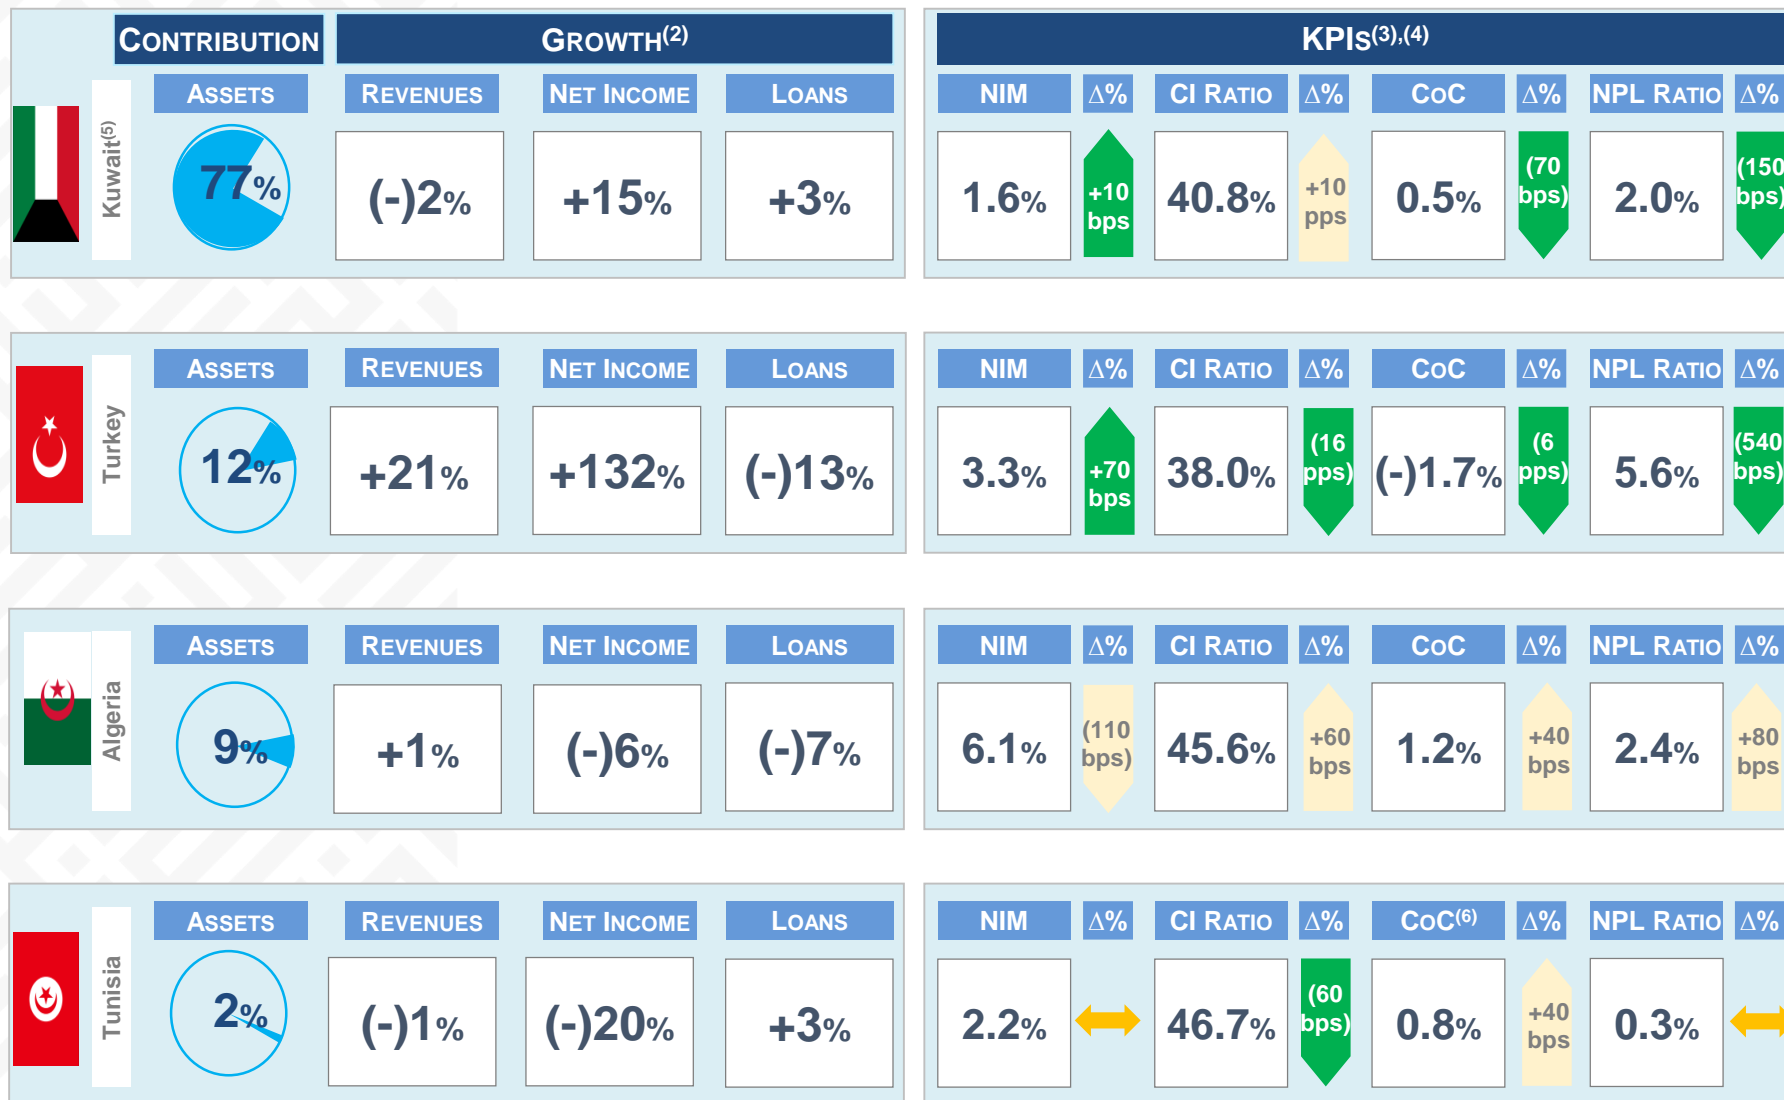 CONTRIBUTION GROWTH(2) KPIS(3),(4)
ASSETS REVENUES NET INCOME LOANS NIM Δ% CI RATIO Δ% COC Δ% NPL RATIO Δ%
Kuwait(5)
77% (-)2% +15% +3% 1.6% +10 bps 40.8% +10 pps 0.5% (70 bps) 2.0% (150 bps)
ASSETS REVENUES NET INCOME LOANS NIM Δ% CI RATIO Δ% COC Δ% NPL RATIO Δ%
Turkey
12% +21% +132% (-)13% 3.3% +70 bps 38.0% (16 pps) (-)1.7% (6 pps) 5.6% (540 bps)
ASSETS REVENUES NET INCOME LOANS NIM Δ% CI RATIO Δ% COC Δ% NPL RATIO Δ%
Algeria
9% +1% (-)6% (-)7% 6.1% (110 bps) 45.6% +60 bps 1.2% +40 bps 2.4% +80 bps
ASSETS REVENUES NET INCOME LOANS NIM Δ% CI RATIO Δ% COC(6) Δ% NPL RATIO Δ%
Tunisia
2% (-)1% (-)20% +3% 2.2% 46.7% (60 bps) 0.8% +40 bps 0.3%